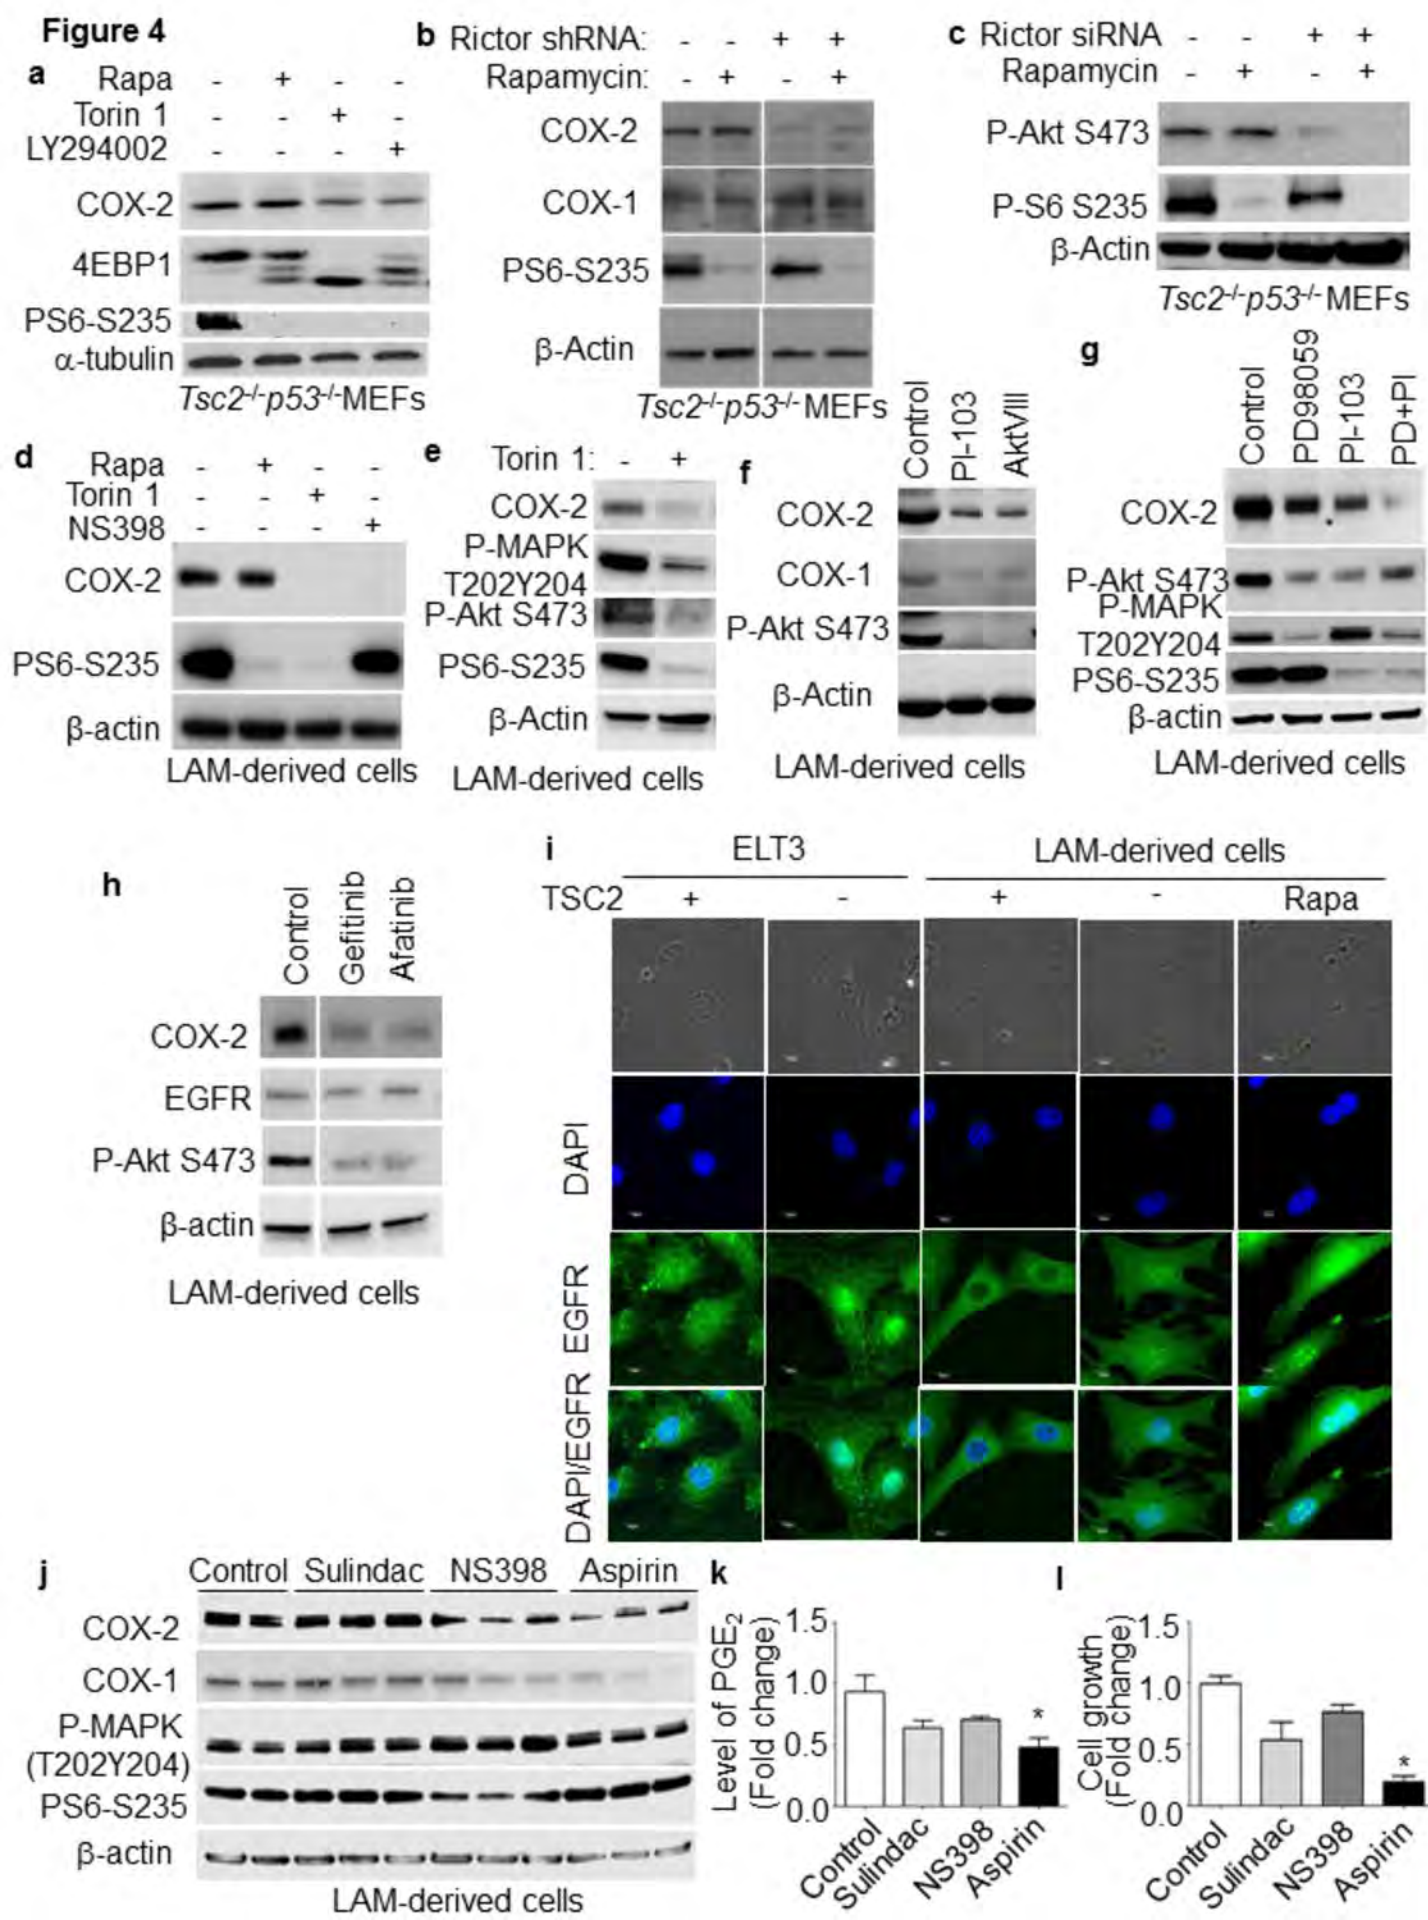 Figure 4
a
Rapa - + - -
Torin 1 - - + -
LY294002 - - - +
COX-2
4EBP1
PS6-S235
α-tubulin
Tsc2-/-p53-/-MEFs
b Rictor shRNA: - - + +
Rapamycin: - + - +
COX-2
COX-1
PS6-S235
β-Actin
Tsc2-/-p53-/-MEFs
c Rictor siRNA - - + +
Rapamycin - + - +
P-Akt S473
P-S6 S235
β-Actin
Tsc2-/-p53-/-MEFs
d
Rapa - + - -
Torin 1 - - + -
NS398 - - - +
COX-2
PS6-S235
β-actin
LAM-derived cells
e Torin 1: - +
COX-2
P-MAPK
T202Y204
P-Akt S473
PS6-S235
β-Actin
LAM-derived cells
f
Control
PI-103
AktVIII
COX-2
COX-1
P-Akt S473
β-Actin
LAM-derived cells
g
Control
PD98059
PI-103
PD+PI
COX-2
P-Akt S473
P-MAPK
T202Y204
PS6-S235
β-actin
LAM-derived cells
h
Control
Gefitinib
Afatinib
COX-2
EGFR
P-Akt S473
β-actin
LAM-derived cells
i
ELT3 LAM-derived cells
TSC2 + - + - Rapa
DAPI
EGFR
DAPI/EGFR
j
Control Sulindac NS398 Aspirin
COX-2
COX-1
P-MAPK
(T202Y204)
PS6-S235
β-actin
LAM-derived cells
k
Level of PGE2
(Fold change)
1.5
1.0
0.5
0.0
*
Control
Sulindac
NS398
Aspirin
l
Cell growth
(Fold change)
1.5
1.0
0.5
0.0
*
Control
Sulindac
NS398
Aspirin